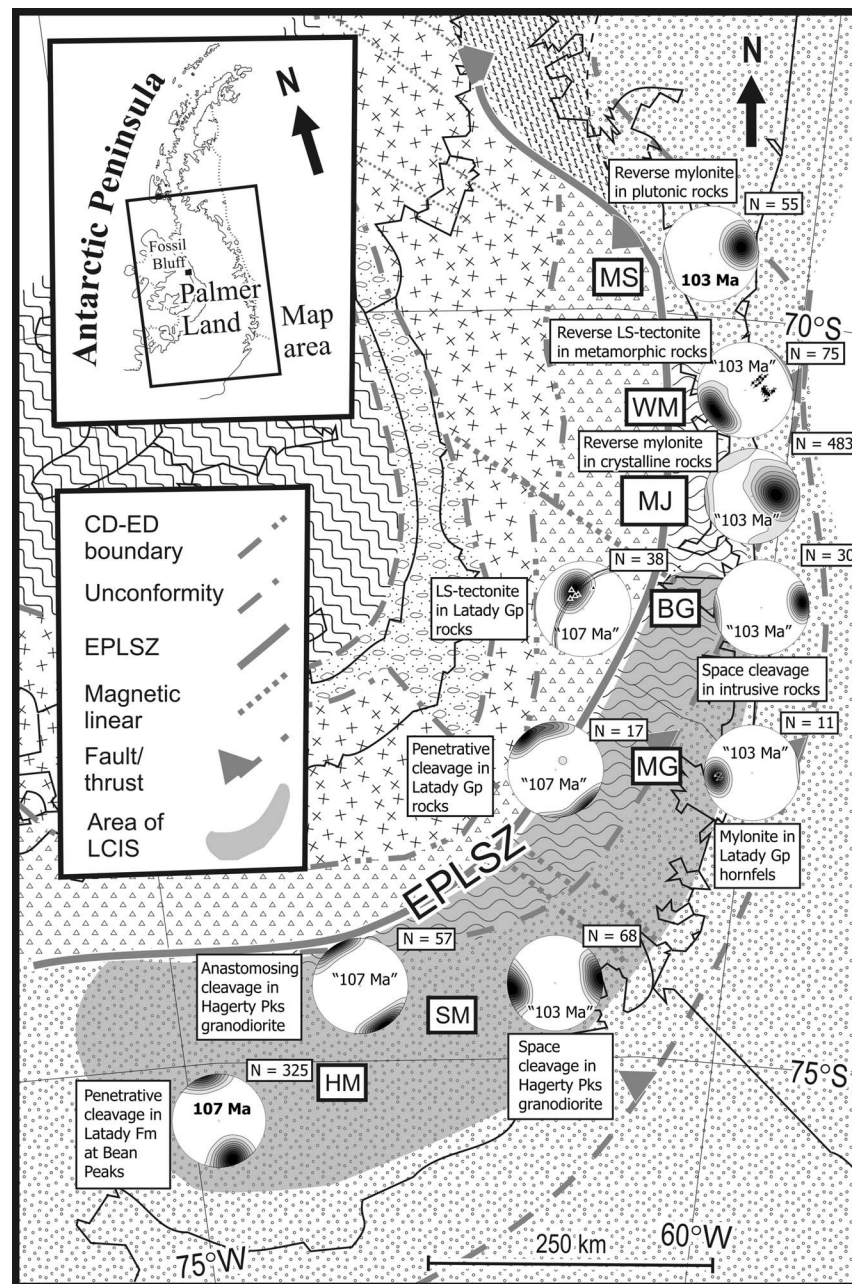 Antarctic Peninsula
N
Fossil
Bluff
Palmer
Land
Map
area
N
Reverse mylonite
in plutonic rocks
N = 55
103 Ma
MS
70°S
Reverse LS-tectonite
in metamorphic rocks
N = 75
"103 Ma"
WM
Reverse mylonite
in crystalline rocks
N = 483
MJ
"103 Ma"
CD-ED
boundary
Unconformity
EPLSZ
Magnetic
linear
Fault/
thrust
Area of
LCIS
N = 38
N = 30
LS-tectonite
in Latady Gp
rocks
"107 Ma"
BG
"103 Ma"
Space cleavage
in intrusive rocks
N = 17
N = 11
Penetrative
cleavage in
Latady Gp
rocks
"107 Ma"
MG
"103 Ma"
Mylonite in
Latady Gp
hornfels
EPLSZ
N = 57
N = 68
Anastomosing
cleavage in
Hagerty Pks
granodiorite
"107 Ma"
SM
"103 Ma"
Space
cleavage in
Hagerty Pks
granodiorite
75°S
N = 325
HM
Penetrative
cleavage in
Latady Fm
at Bean
Peaks
107 Ma
75°W
250 km
60°W